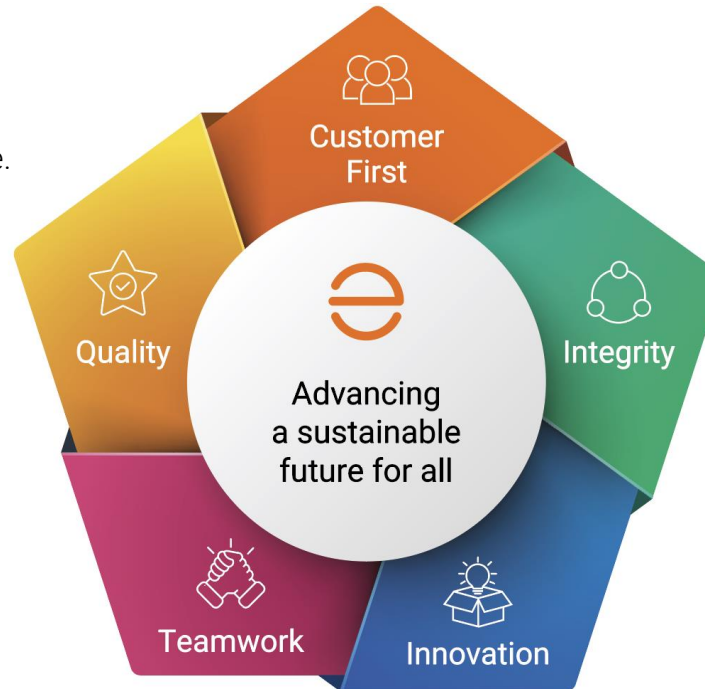 e.
Customer
First
Quality
Integrity
Advancing
a sustainable
future for all
Teamwork
Innovation